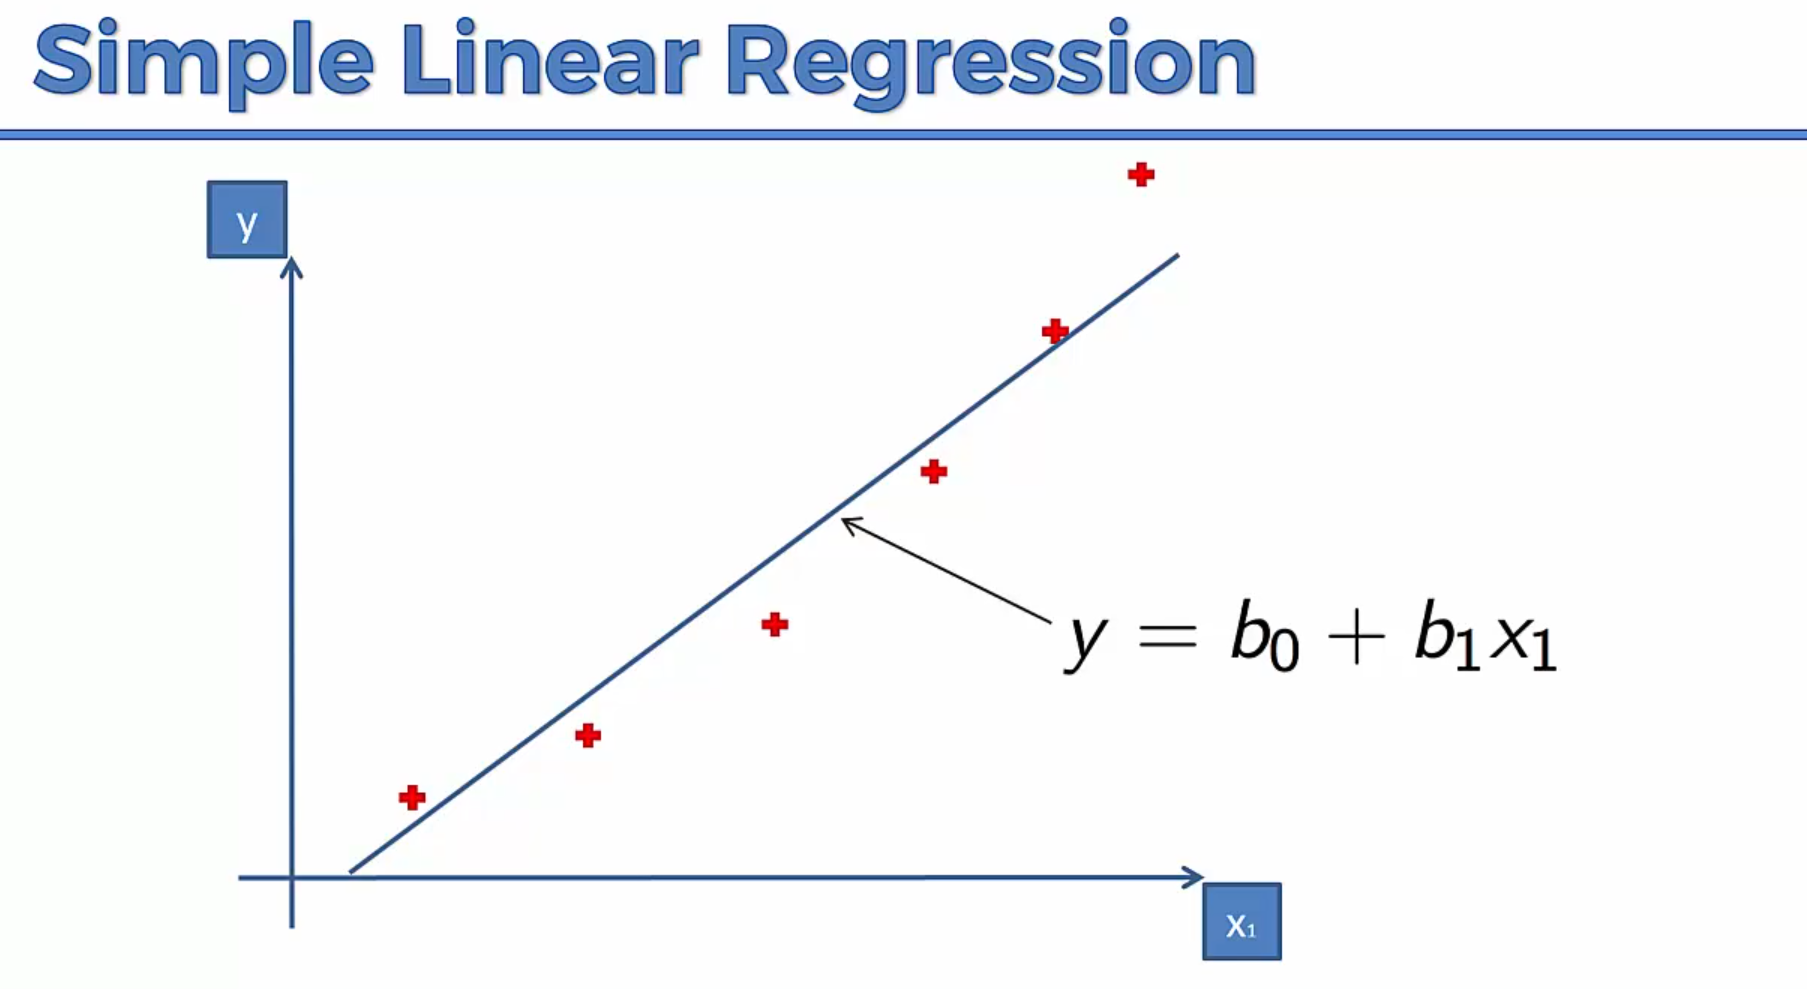 Simple Linear Regression
y
y = b₀ + b₁x₁
X₁